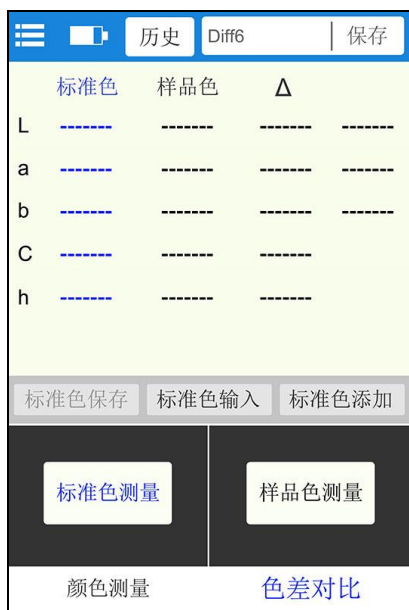 历史 Diff6 保存
标准色 样品色 Δ
L ------- ------- ------- -------
a ------- ------- ------- -------
b ------- ------- ------- -------
C ------- ------- -------
h ------- ------- -------
标准色保存 标准色输入 标准色添加
标准色测量 样品色测量
颜色测量 色差对比